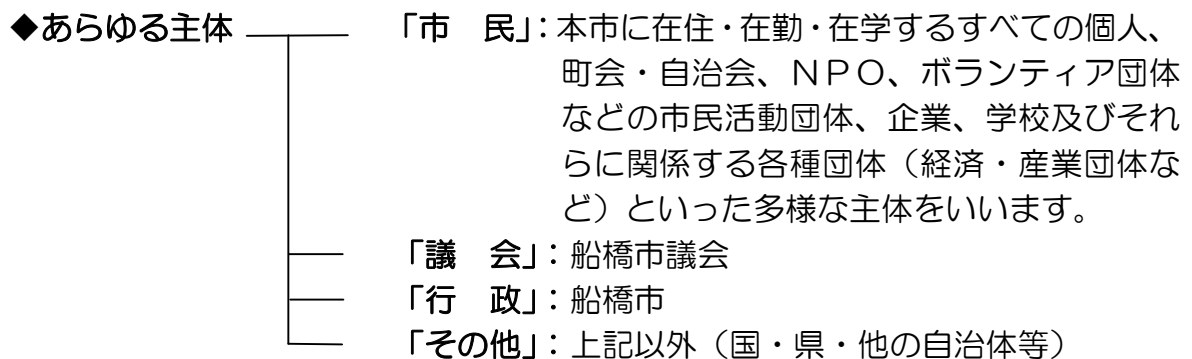 ◆あらゆる主体 「市　民」：本市に在住・在勤・在学するすべての個人、
町会・自治会、ＮＰＯ、ボランティア団体
などの市民活動団体、企業、学校及びそれ
らに関係する各種団体（経済・産業団体な
ど）といった多様な主体をいいます。
「議　会」：船橋市議会
「行　政」：船橋市
「その他」：上記以外（国・県・他の自治体等）